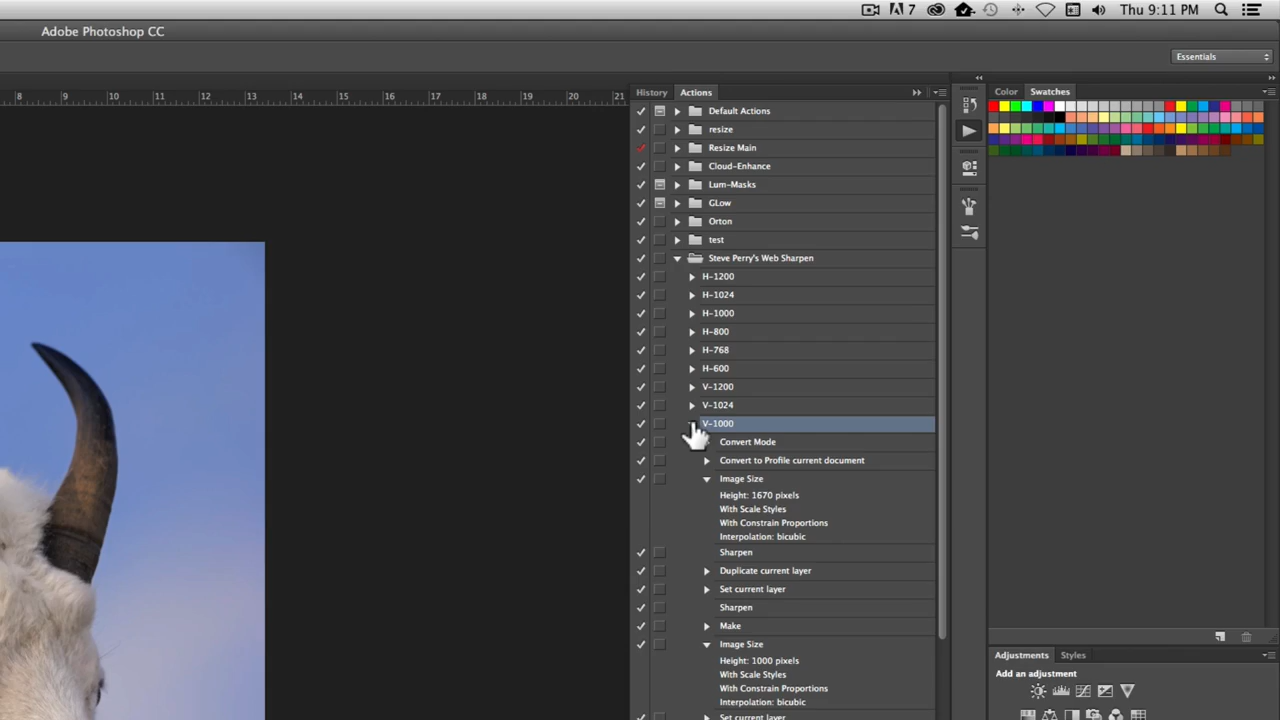 7 Thu 9:11 PM
Adobe Photoshop CC
Essentials
8 9 10 11 12 13 14 15 16 17 18 19 20 21
History Actions
Color Swatches
Default Actions
resize
Resize Main
Cloud-Enhance
Lum-Masks
GLow
Orton
test
Steve Perry's Web Sharpen
H-1200
H-1024
H-1000
H-800
H-768
H-600
V-1200
V-1024
V-1000
Convert Mode
Convert to Profile current document
Image Size
Height: 1670 pixels
With Scale Styles
With Constrain Proportions
Interpolation: bicubic
Sharpen
Duplicate current layer
Set current layer
Sharpen
Make
Image Size
Height: 1000 pixels
With Scale Styles
With Constrain Proportions
Interpolation: bicubic
Set current layer
Adjustments Styles
Add an adjustment